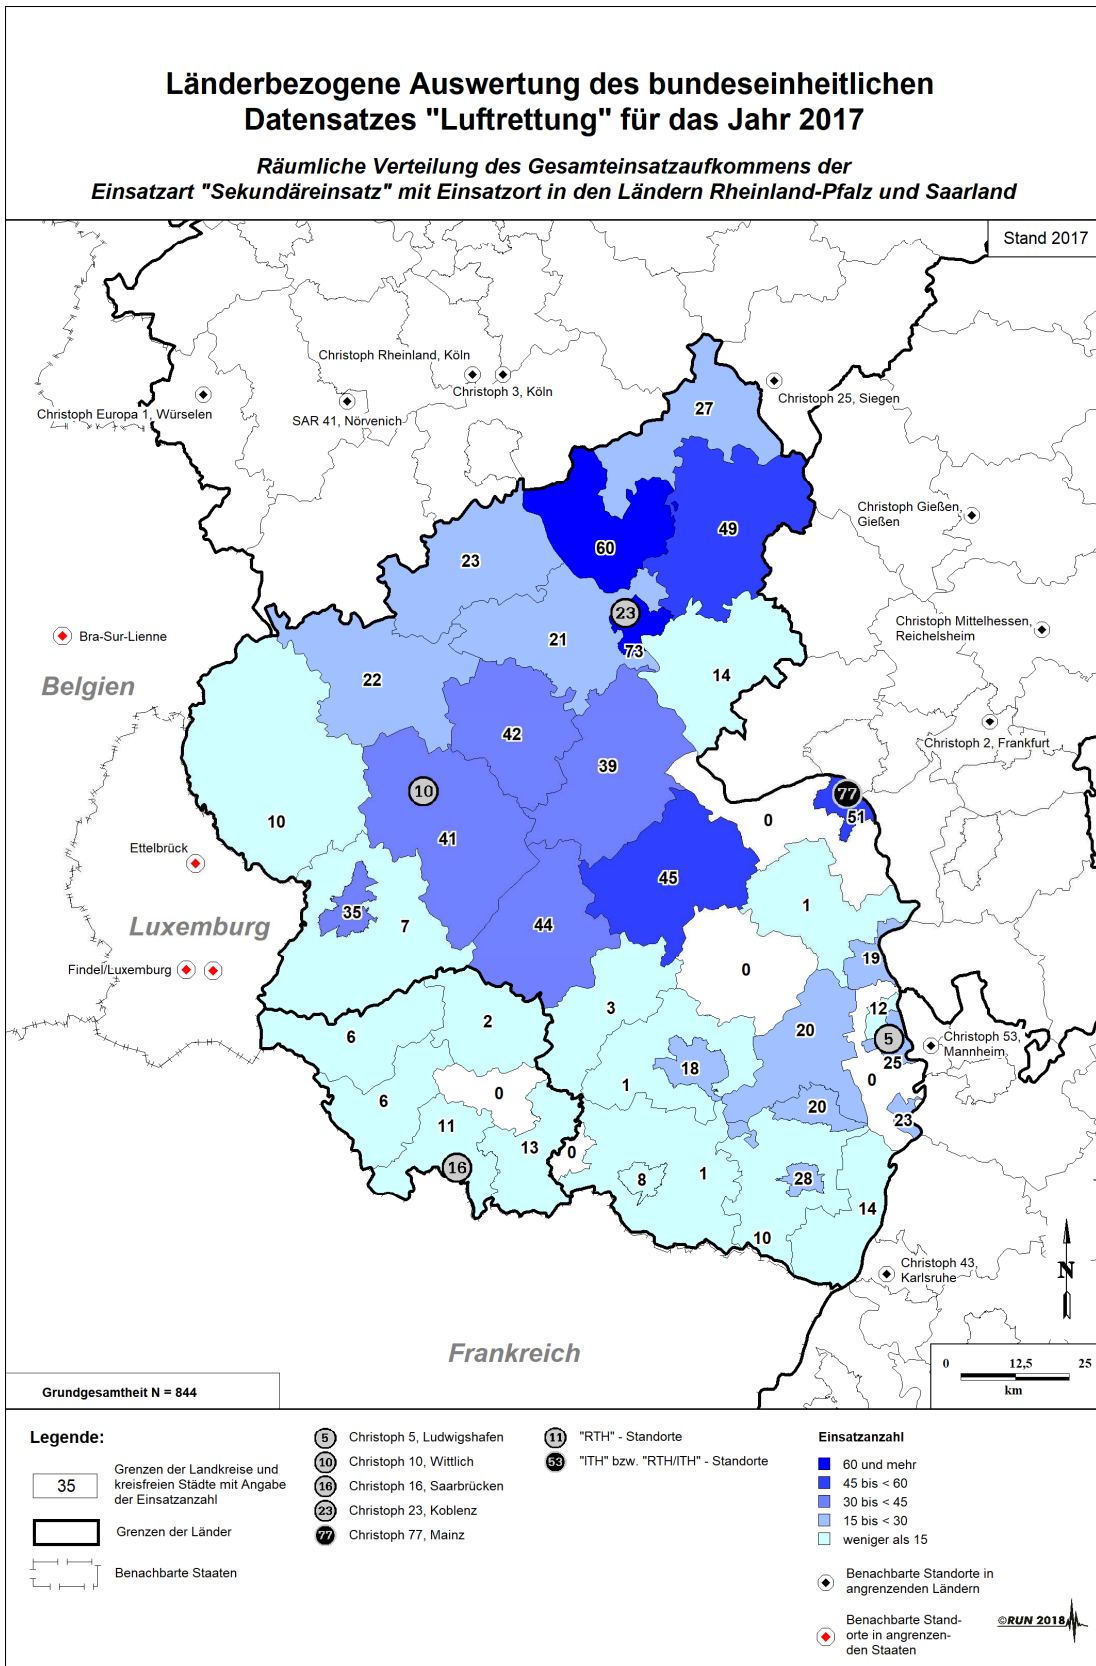 Länderbezogene Auswertung des bundeseinheitlichen
Datensatzes "Luftrettung" für das Jahr 2017
Räumliche Verteilung des Gesamteinsatzaufkommens der
Einsatzart "Sekundäreinsatz" mit Einsatzort in den Ländern Rheinland-Pfalz und Saarland
Stand 2017
Christoph Rheinland, Köln
Christoph 3, Köln
Christoph 25, Siegen
Christoph Europa 1, Würselen
SAR 41, Nörvenich
27
Christoph Gießen,
Gießen
49
60
23
23
Christoph Mittelhessen,
Reichelsheim
Bra-Sur-Lienne
21
73
14
22
Belgien
42
Christoph 2, Frankfurt
39
10
77
51
0
10
41
Ettelbrück
45
35
7
44
1
Luxemburg
Findel/Luxemburg
0
19
3
12
2
6
20
5
Christoph 53,
Mannheim
25
18
1
0
0
6
20
23
11
13
0
16
8
1
28
14
10
Christoph 43,
Karlsruhe
N
Frankreich
0 12,5 25
km
Grundgesamtheit N = 844
Legende:
35
Grenzen der Landkreise und
kreisfreien Städte mit Angabe
der Einsatzanzahl
Grenzen der Länder
Benachbarte Staaten
5 Christoph 5, Ludwigshafen
10 Christoph 10, Wittlich
16 Christoph 16, Saarbrücken
23 Christoph 23, Koblenz
77 Christoph 77, Mainz
11 "RTH" - Standorte
53 "ITH" bzw. "RTH/ITH" - Standorte
Einsatzanzahl
60 und mehr
45 bis < 60
30 bis < 45
15 bis < 30
weniger als 15
Benachbarte Standorte in
angrenzenden Ländern
Benachbarte Stand-
orte in angrenzen-
den Staaten
©RUN 2018